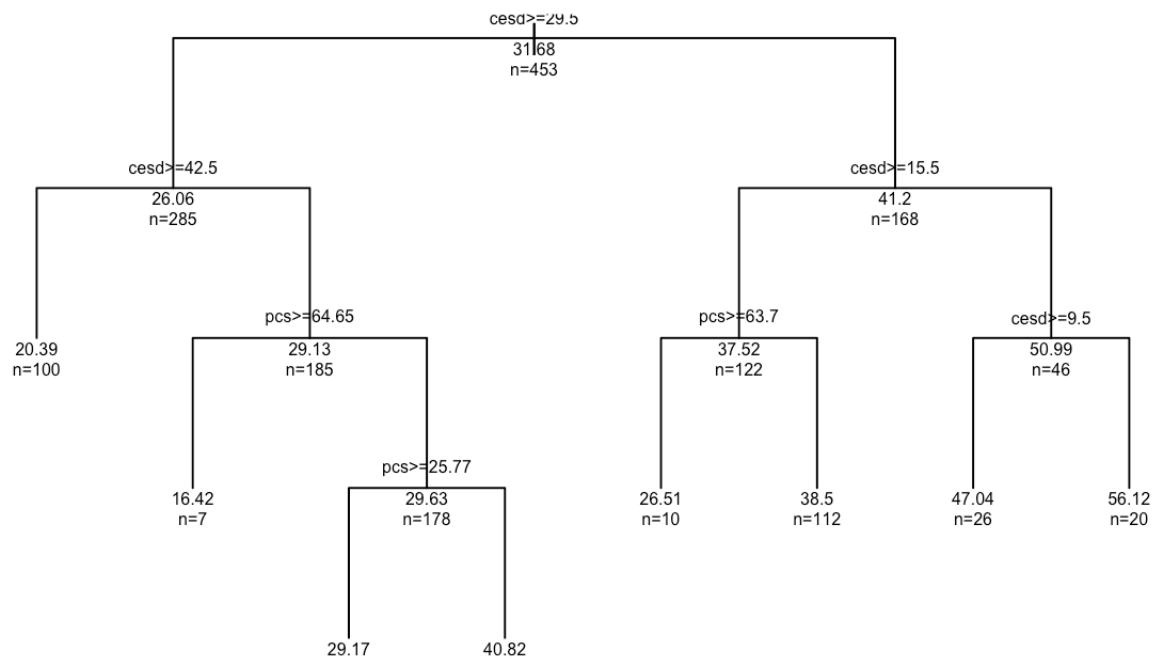 cesd>=29.5
31.68
n=453
cesd>=42.5
cesd>=15.5
26.06
n=285
41.2
n=168
pcs>=64.65
pcs>=63.7
cesd>=9.5
20.39
n=100
29.13
n=185
37.52
n=122
50.99
n=46
pcs>=25.77
16.42
n=7
29.63
n=178
26.51
n=10
38.5
n=112
47.04
n=26
56.12
n=20
29.17
40.82